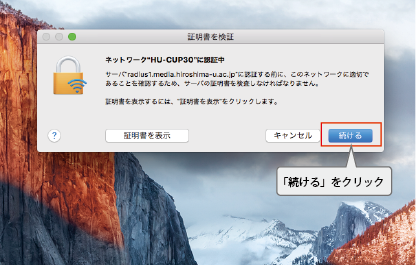 証明書を検証
ネットワーク“HU-CUP30”に認証中
サーバ“radius1.media.hiroshima-u.ac.jp”に認証する前に、このネットワークに適切で
あることを確認するため、サーバの証明書を検査しなければなりません。
証明書を表示するには、“証明書を表示”をクリックします。
?
証明書を表示
キャンセル
続ける
「続ける」をクリック